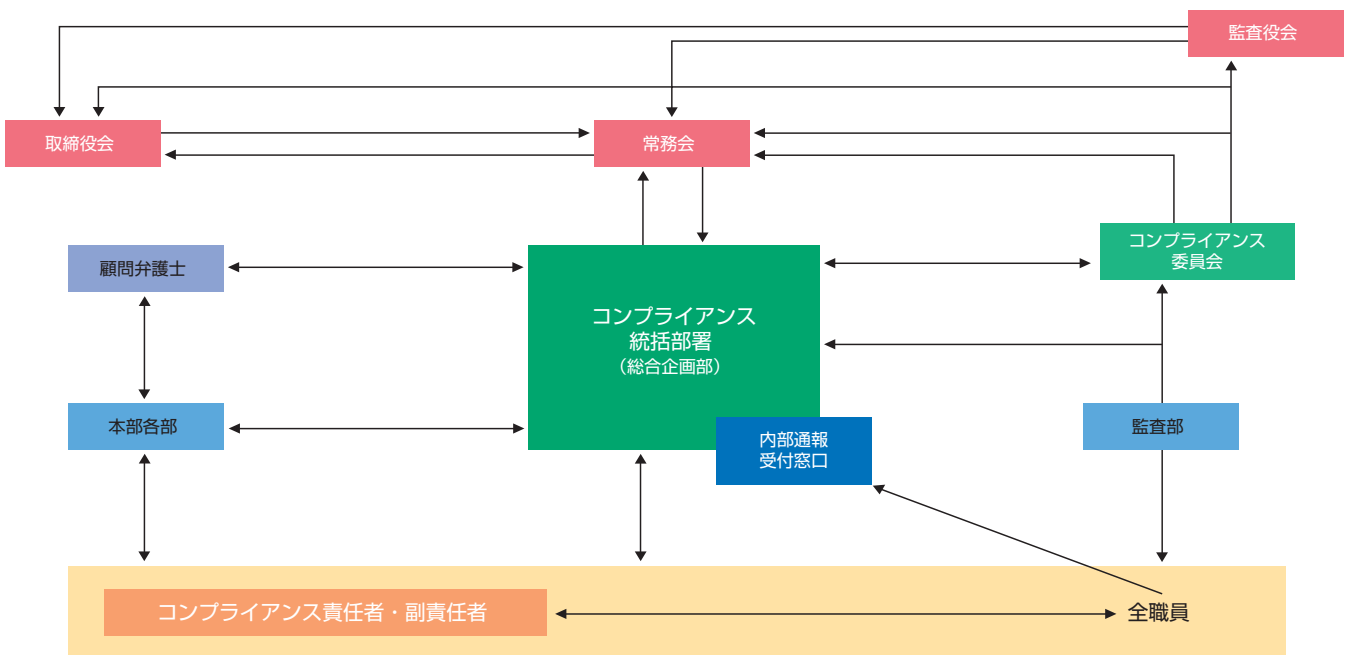 監査役会
取締役会
常務会
コンプライアンス
委員会
顧問弁護士
コンプライアンス
統括部署
（総合企画部）
本部各部
監査部
内部通報
受付窓口
コンプライアンス責任者・副責任者
全職員